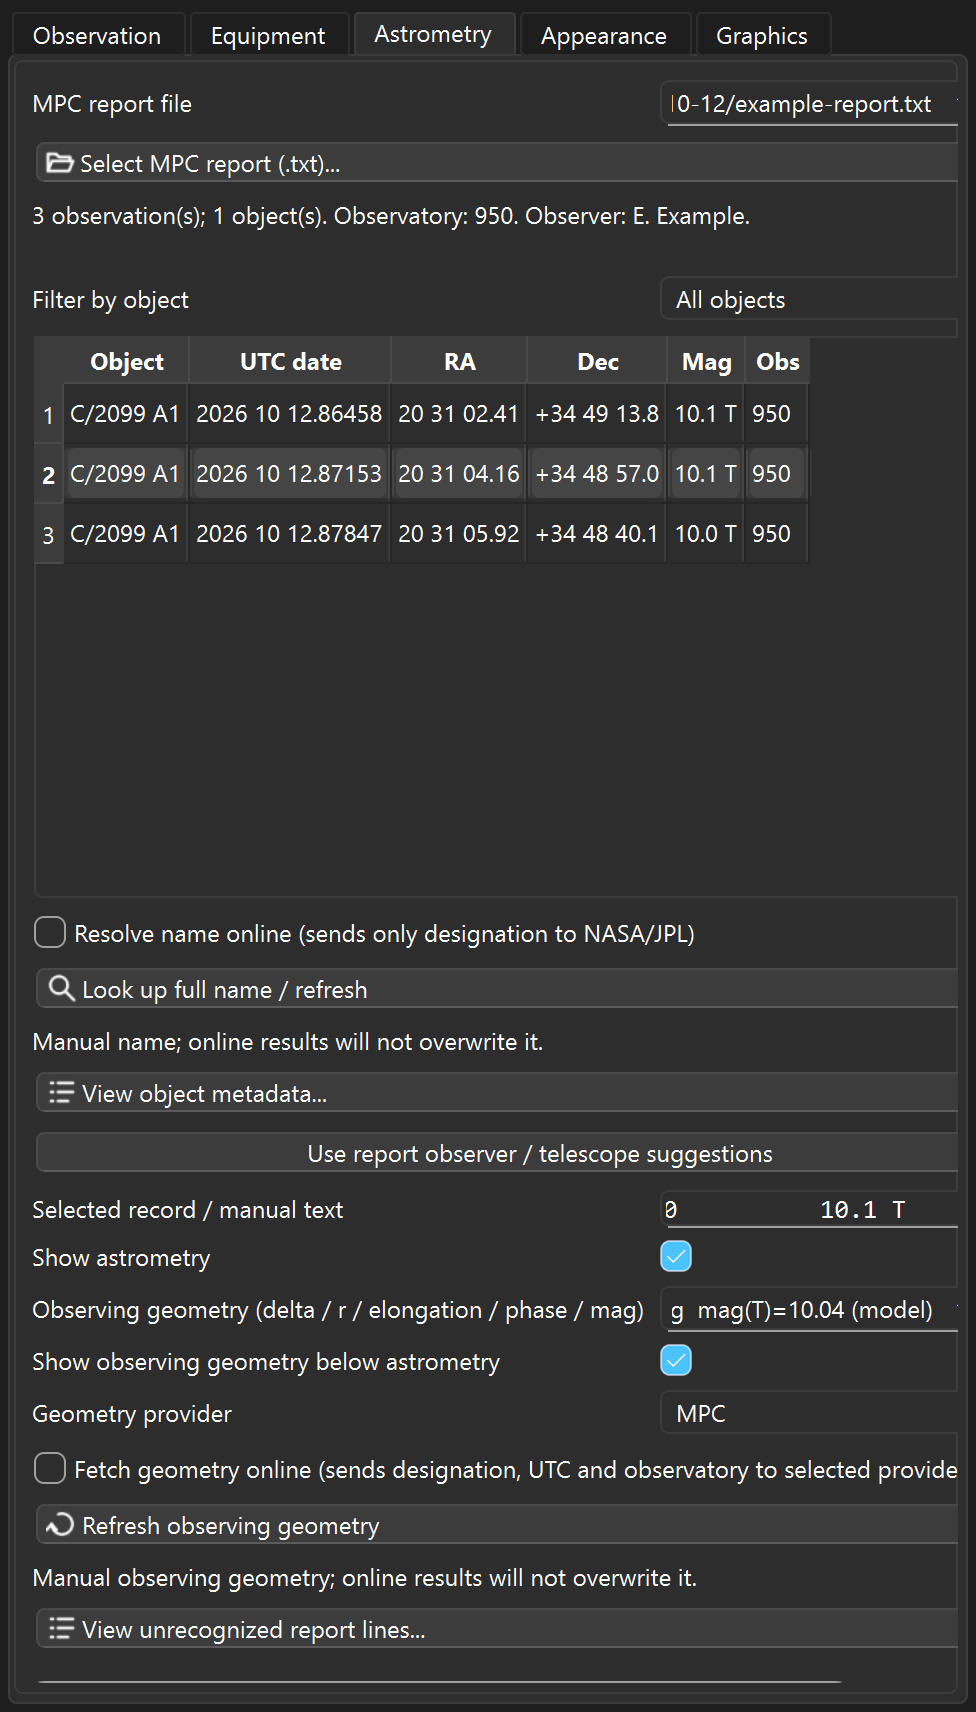 Observation Equipment Astrometry Appearance Graphics
MPC report file 0-12/example-report.txt
Select MPC report (.txt)...
3 observation(s); 1 object(s). Observatory: 950. Observer: E. Example.
Filter by object All objects
Object UTC date RA Dec Mag Obs
1 C/2099 A1 2026 10 12.86458 20 31 02.41 +34 49 13.8 10.1 T 950
2 C/2099 A1 2026 10 12.87153 20 31 04.16 +34 48 57.0 10.1 T 950
3 C/2099 A1 2026 10 12.87847 20 31 05.92 +34 48 40.1 10.0 T 950
Resolve name online (sends only designation to NASA/JPL)
Look up full name / refresh
Manual name; online results will not overwrite it.
View object metadata...
Use report observer / telescope suggestions
Selected record / manual text 0 10.1 T
Show astrometry
Observing geometry (delta / r / elongation / phase / mag) g mag(T)=10.04 (model)
Show observing geometry below astrometry
Geometry provider MPC
Fetch geometry online (sends designation, UTC and observatory to selected provide
Refresh observing geometry
Manual observing geometry; online results will not overwrite it.
View unrecognized report lines...